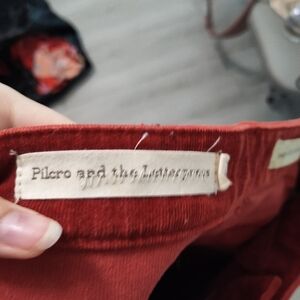 Pilcro and the Letterpress